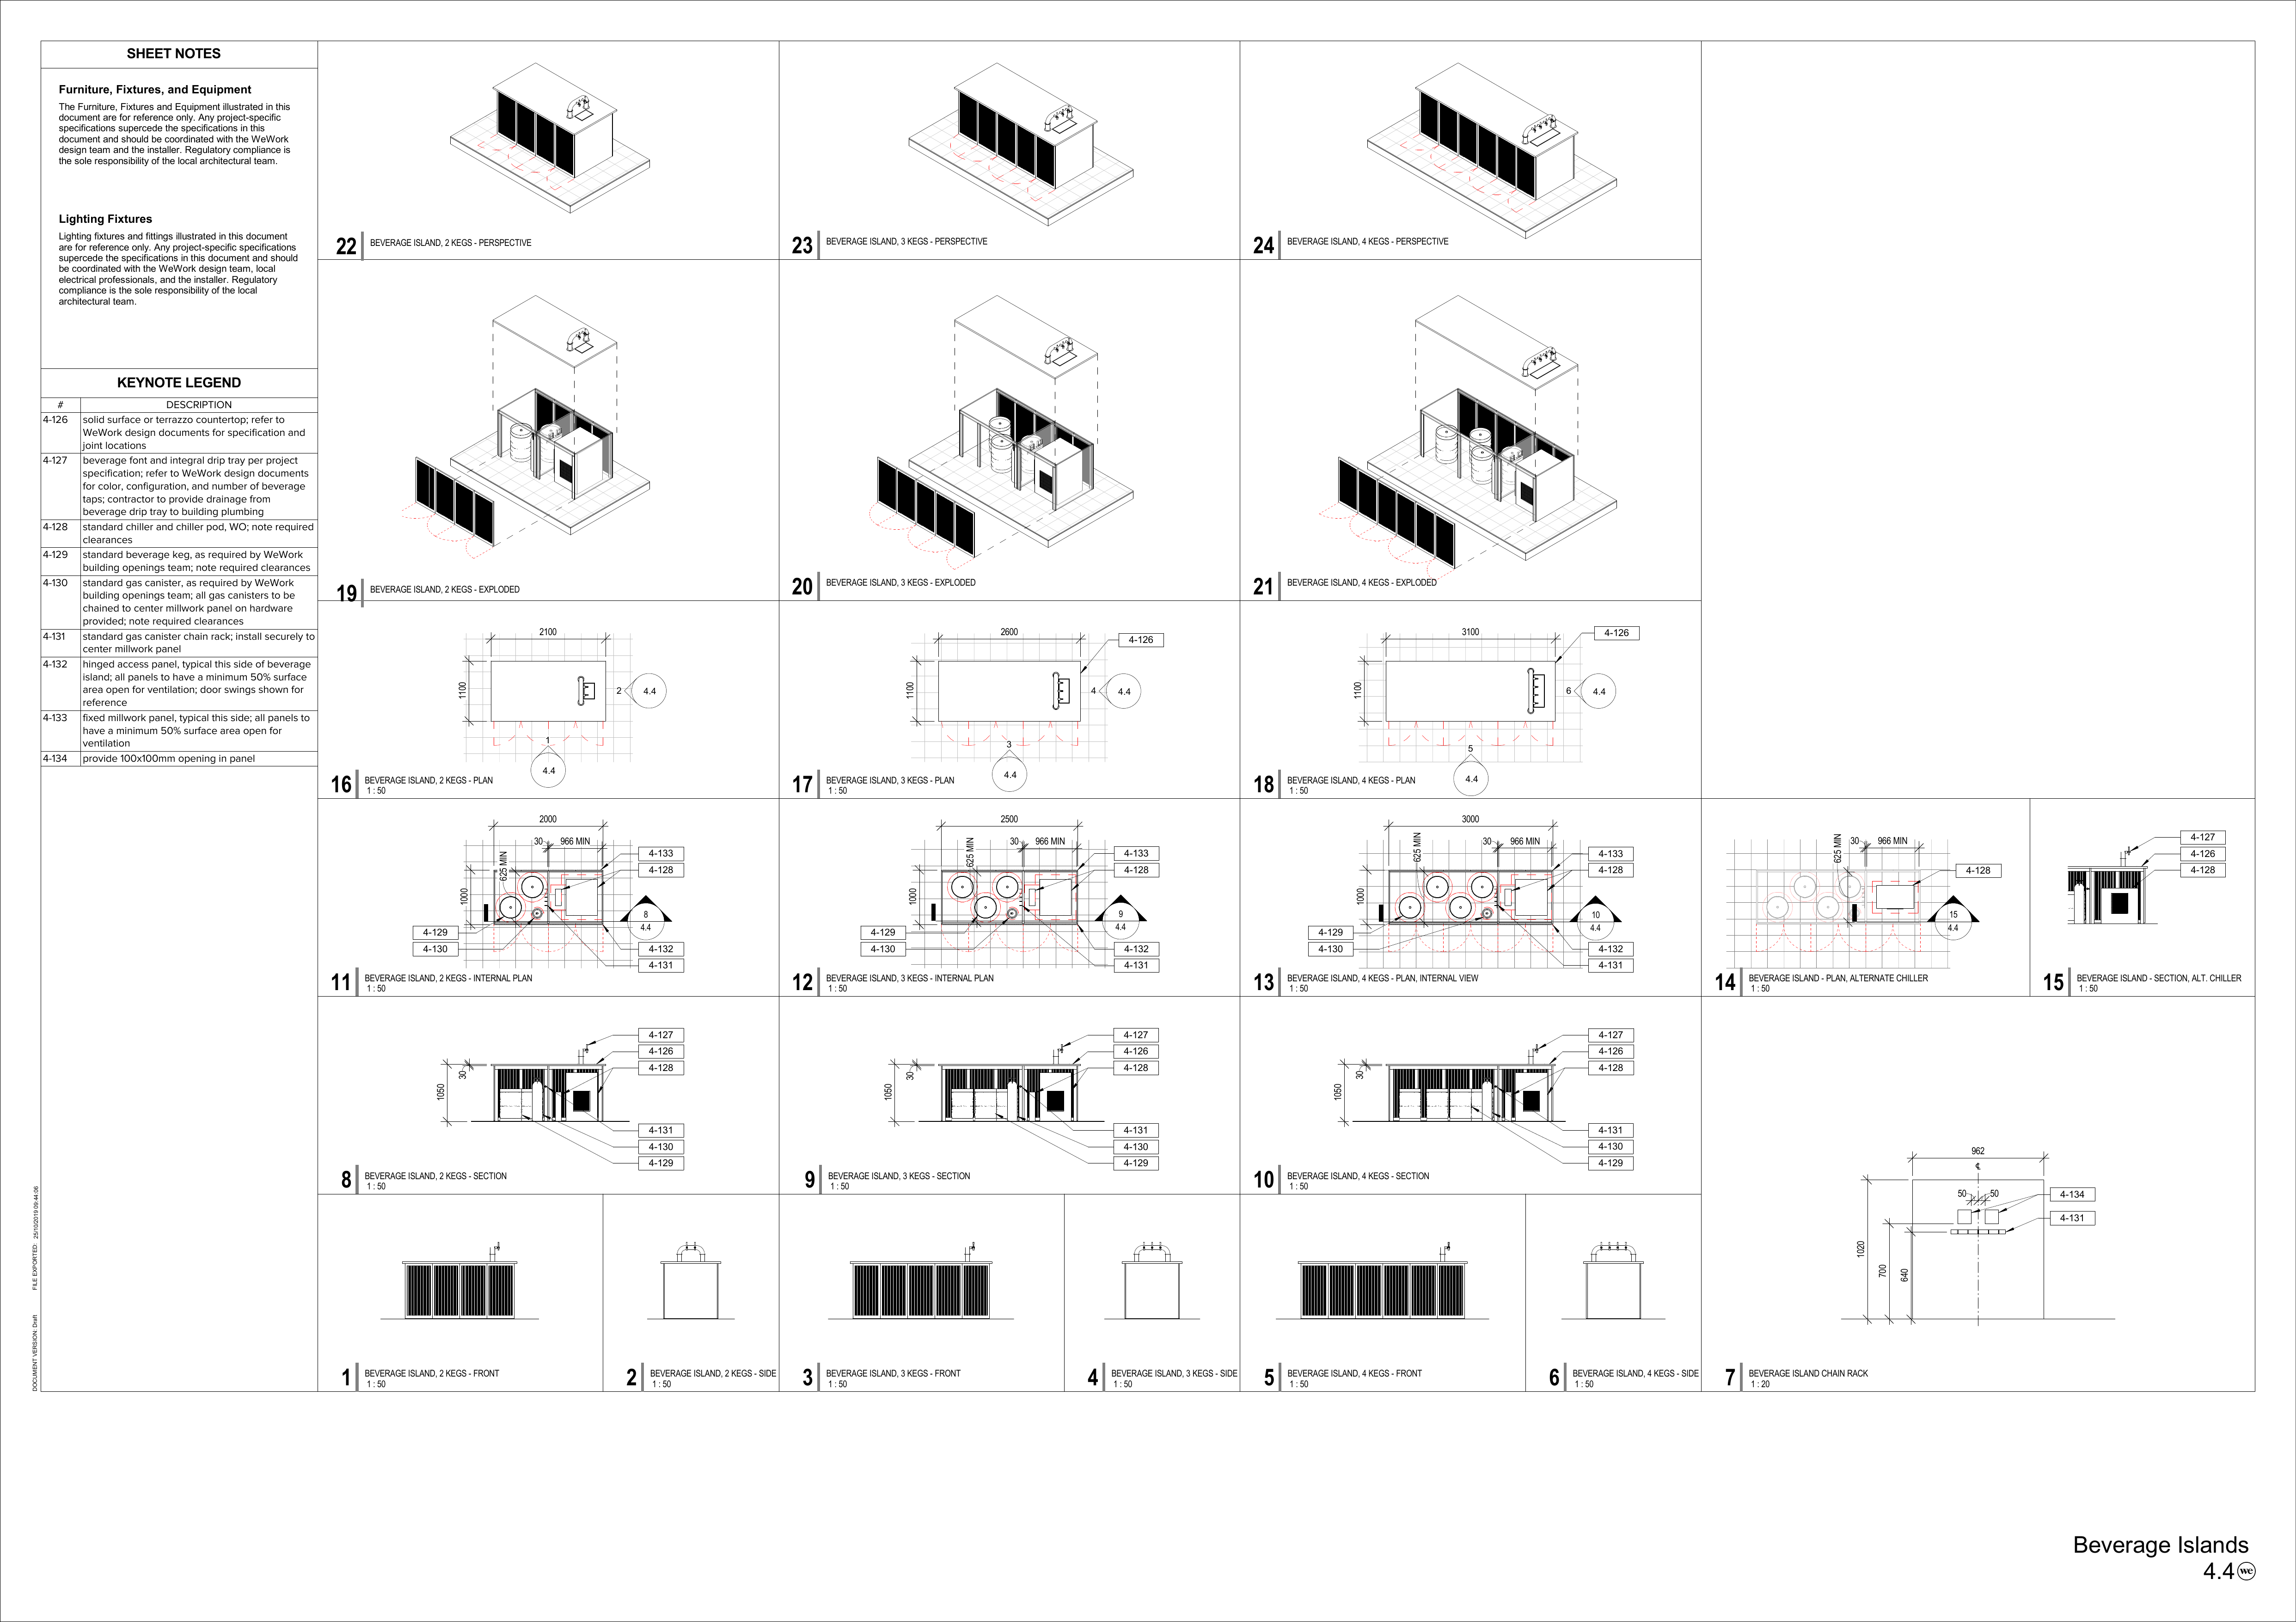 SHEET NOTES
Furniture, Fixtures, and Equipment
The Furniture, Fixtures and Equipment illustrated in this
document are for reference only. Any project-specific
specifications supercede the specifications in this
document and should be coordinated with the WeWork
design team and the installer. Regulatory compliance is
the sole responsibility of the local architectural team.
Lighting Fixtures
Lighting fixtures and fittings illustrated in this document
are for reference only. Any project-specific specifications
supercede the specifications in this document and should
be coordinated with the WeWork design team, local
electrical professionals, and the installer. Regulatory
compliance is the sole responsibility of the local
architectural team.
KEYNOTE LEGEND
# DESCRIPTION
4-126 solid surface or terrazzo countertop; refer to
WeWork design documents for specification and
joint locations
4-127 beverage font and integral drip tray per project
specification; refer to WeWork design documents
for color, configuration, and number of beverage
taps; contractor to provide drainage from
beverage drip tray to building plumbing
4-128 standard chiller and chiller pod, WO; note required
clearances
4-129 standard beverage keg, as required by WeWork
building openings team; note required clearances
4-130 standard gas canister, as required by WeWork
building openings team; all gas canisters to be
chained to center millwork panel on hardware
provided; note required clearances
4-131 standard gas canister chain rack; install securely to
center millwork panel
4-132 hinged access panel, typical this side of beverage
island; all panels to have a minimum 50% surface
area open for ventilation; door swings shown for
reference
4-133 fixed millwork panel, typical this side; all panels to
have a minimum 50% surface area open for
ventilation
4-134 provide 100x100mm opening in panel
DOCUMENT VERSION: Draft FILE EXPORTED: 25/10/2019 09:44:06
22 BEVERAGE ISLAND, 2 KEGS - PERSPECTIVE
23 BEVERAGE ISLAND, 3 KEGS - PERSPECTIVE
24 BEVERAGE ISLAND, 4 KEGS - PERSPECTIVE
19 BEVERAGE ISLAND, 2 KEGS - EXPLODED
20 BEVERAGE ISLAND, 3 KEGS - EXPLODED
21 BEVERAGE ISLAND, 4 KEGS - EXPLODED
2100
1100
2 4.4
1
4.4
16 BEVERAGE ISLAND, 2 KEGS - PLAN
1 : 50
2600
4-126
1100
4 4.4
3
4.4
17 BEVERAGE ISLAND, 3 KEGS - PLAN
1 : 50
3100
4-126
1100
6 4.4
5
4.4
18 BEVERAGE ISLAND, 4 KEGS - PLAN
1 : 50
2000
30 966 MIN
625 MIN
1000
4-133
4-128
8
4.4
4-129
4-130
4-132
4-131
11 BEVERAGE ISLAND, 2 KEGS - INTERNAL PLAN
1 : 50
2500
30 966 MIN
625 MIN
1000
4-133
4-128
9
4.4
4-129
4-130
4-132
4-131
12 BEVERAGE ISLAND, 3 KEGS - INTERNAL PLAN
1 : 50
3000
30 966 MIN
625 MIN
1000
4-133
4-128
10
4.4
4-129
4-130
4-132
4-131
13 BEVERAGE ISLAND, 4 KEGS - PLAN, INTERNAL VIEW
1 : 50
30 966 MIN
625 MIN
4-128
15
4.4
14 BEVERAGE ISLAND - PLAN, ALTERNATE CHILLER
1 : 50
4-127
4-126
4-128
15 BEVERAGE ISLAND - SECTION, ALT. CHILLER
1 : 50
4-127
4-126
4-128
30
1050
4-131
4-130
4-129
8 BEVERAGE ISLAND, 2 KEGS - SECTION
1 : 50
4-127
4-126
4-128
30
1050
4-131
4-130
4-129
9 BEVERAGE ISLAND, 3 KEGS - SECTION
1 : 50
4-127
4-126
4-128
30
1050
4-131
4-130
4-129
10 BEVERAGE ISLAND, 4 KEGS - SECTION
1 : 50
1 BEVERAGE ISLAND, 2 KEGS - FRONT
1 : 50
2 BEVERAGE ISLAND, 2 KEGS - SIDE
1 : 50
3 BEVERAGE ISLAND, 3 KEGS - FRONT
1 : 50
4 BEVERAGE ISLAND, 3 KEGS - SIDE
1 : 50
5 BEVERAGE ISLAND, 4 KEGS - FRONT
1 : 50
6 BEVERAGE ISLAND, 4 KEGS - SIDE
1 : 50
962
℄
50 50
4-134
4-131
1020
700
640
7 BEVERAGE ISLAND CHAIN RACK
1 : 20
Beverage Islands
4.4 we